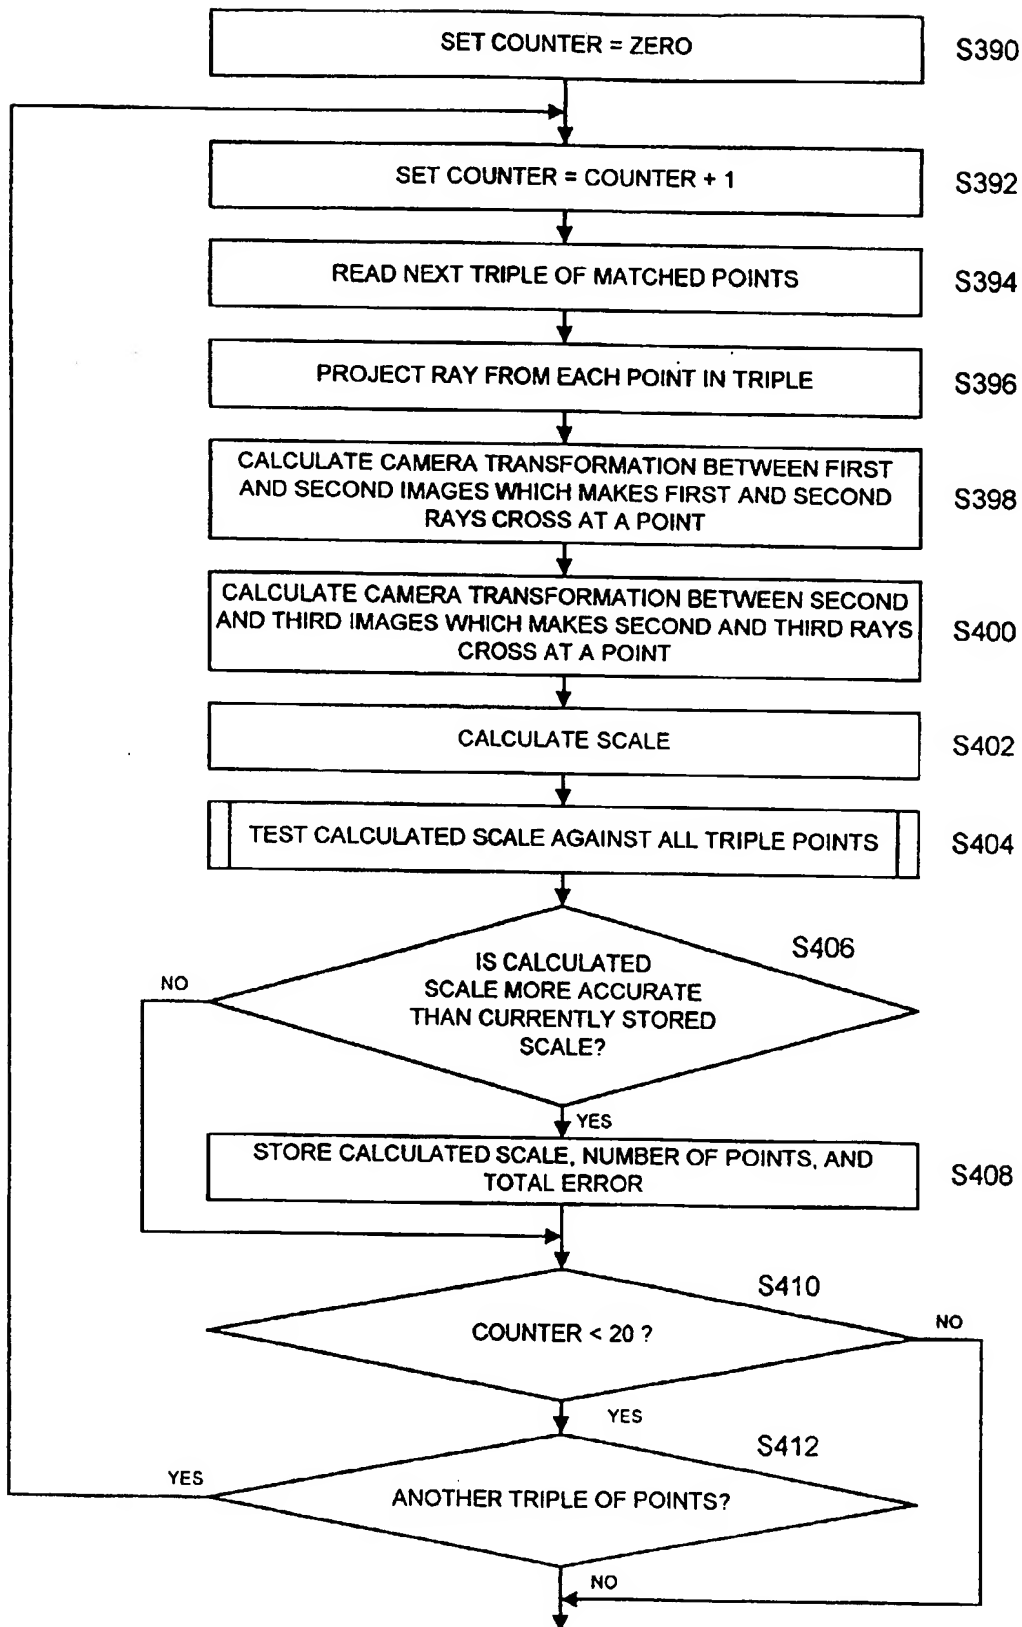 SET COUNTER = ZERO
S390
SET COUNTER = COUNTER + 1
S392
READ NEXT TRIPLE OF MATCHED POINTS
S394
PROJECT RAY FROM EACH POINT IN TRIPLE
S396
CALCULATE CAMERA TRANSFORMATION BETWEEN FIRST
AND SECOND IMAGES WHICH MAKES FIRST AND SECOND
RAYS CROSS AT A POINT
S398
CALCULATE CAMERA TRANSFORMATION BETWEEN SECOND
AND THIRD IMAGES WHICH MAKES SECOND AND THIRD RAYS
CROSS AT A POINT
S400
CALCULATE SCALE
S402
TEST CALCULATED SCALE AGAINST ALL TRIPLE POINTS
S404
S406
IS CALCULATED
SCALE MORE ACCURATE
THAN CURRENTLY STORED
SCALE?
NO
YES
STORE CALCULATED SCALE, NUMBER OF POINTS, AND
TOTAL ERROR
S408
S410
COUNTER < 20 ?
NO
YES
S412
YES
ANOTHER TRIPLE OF POINTS?
NO